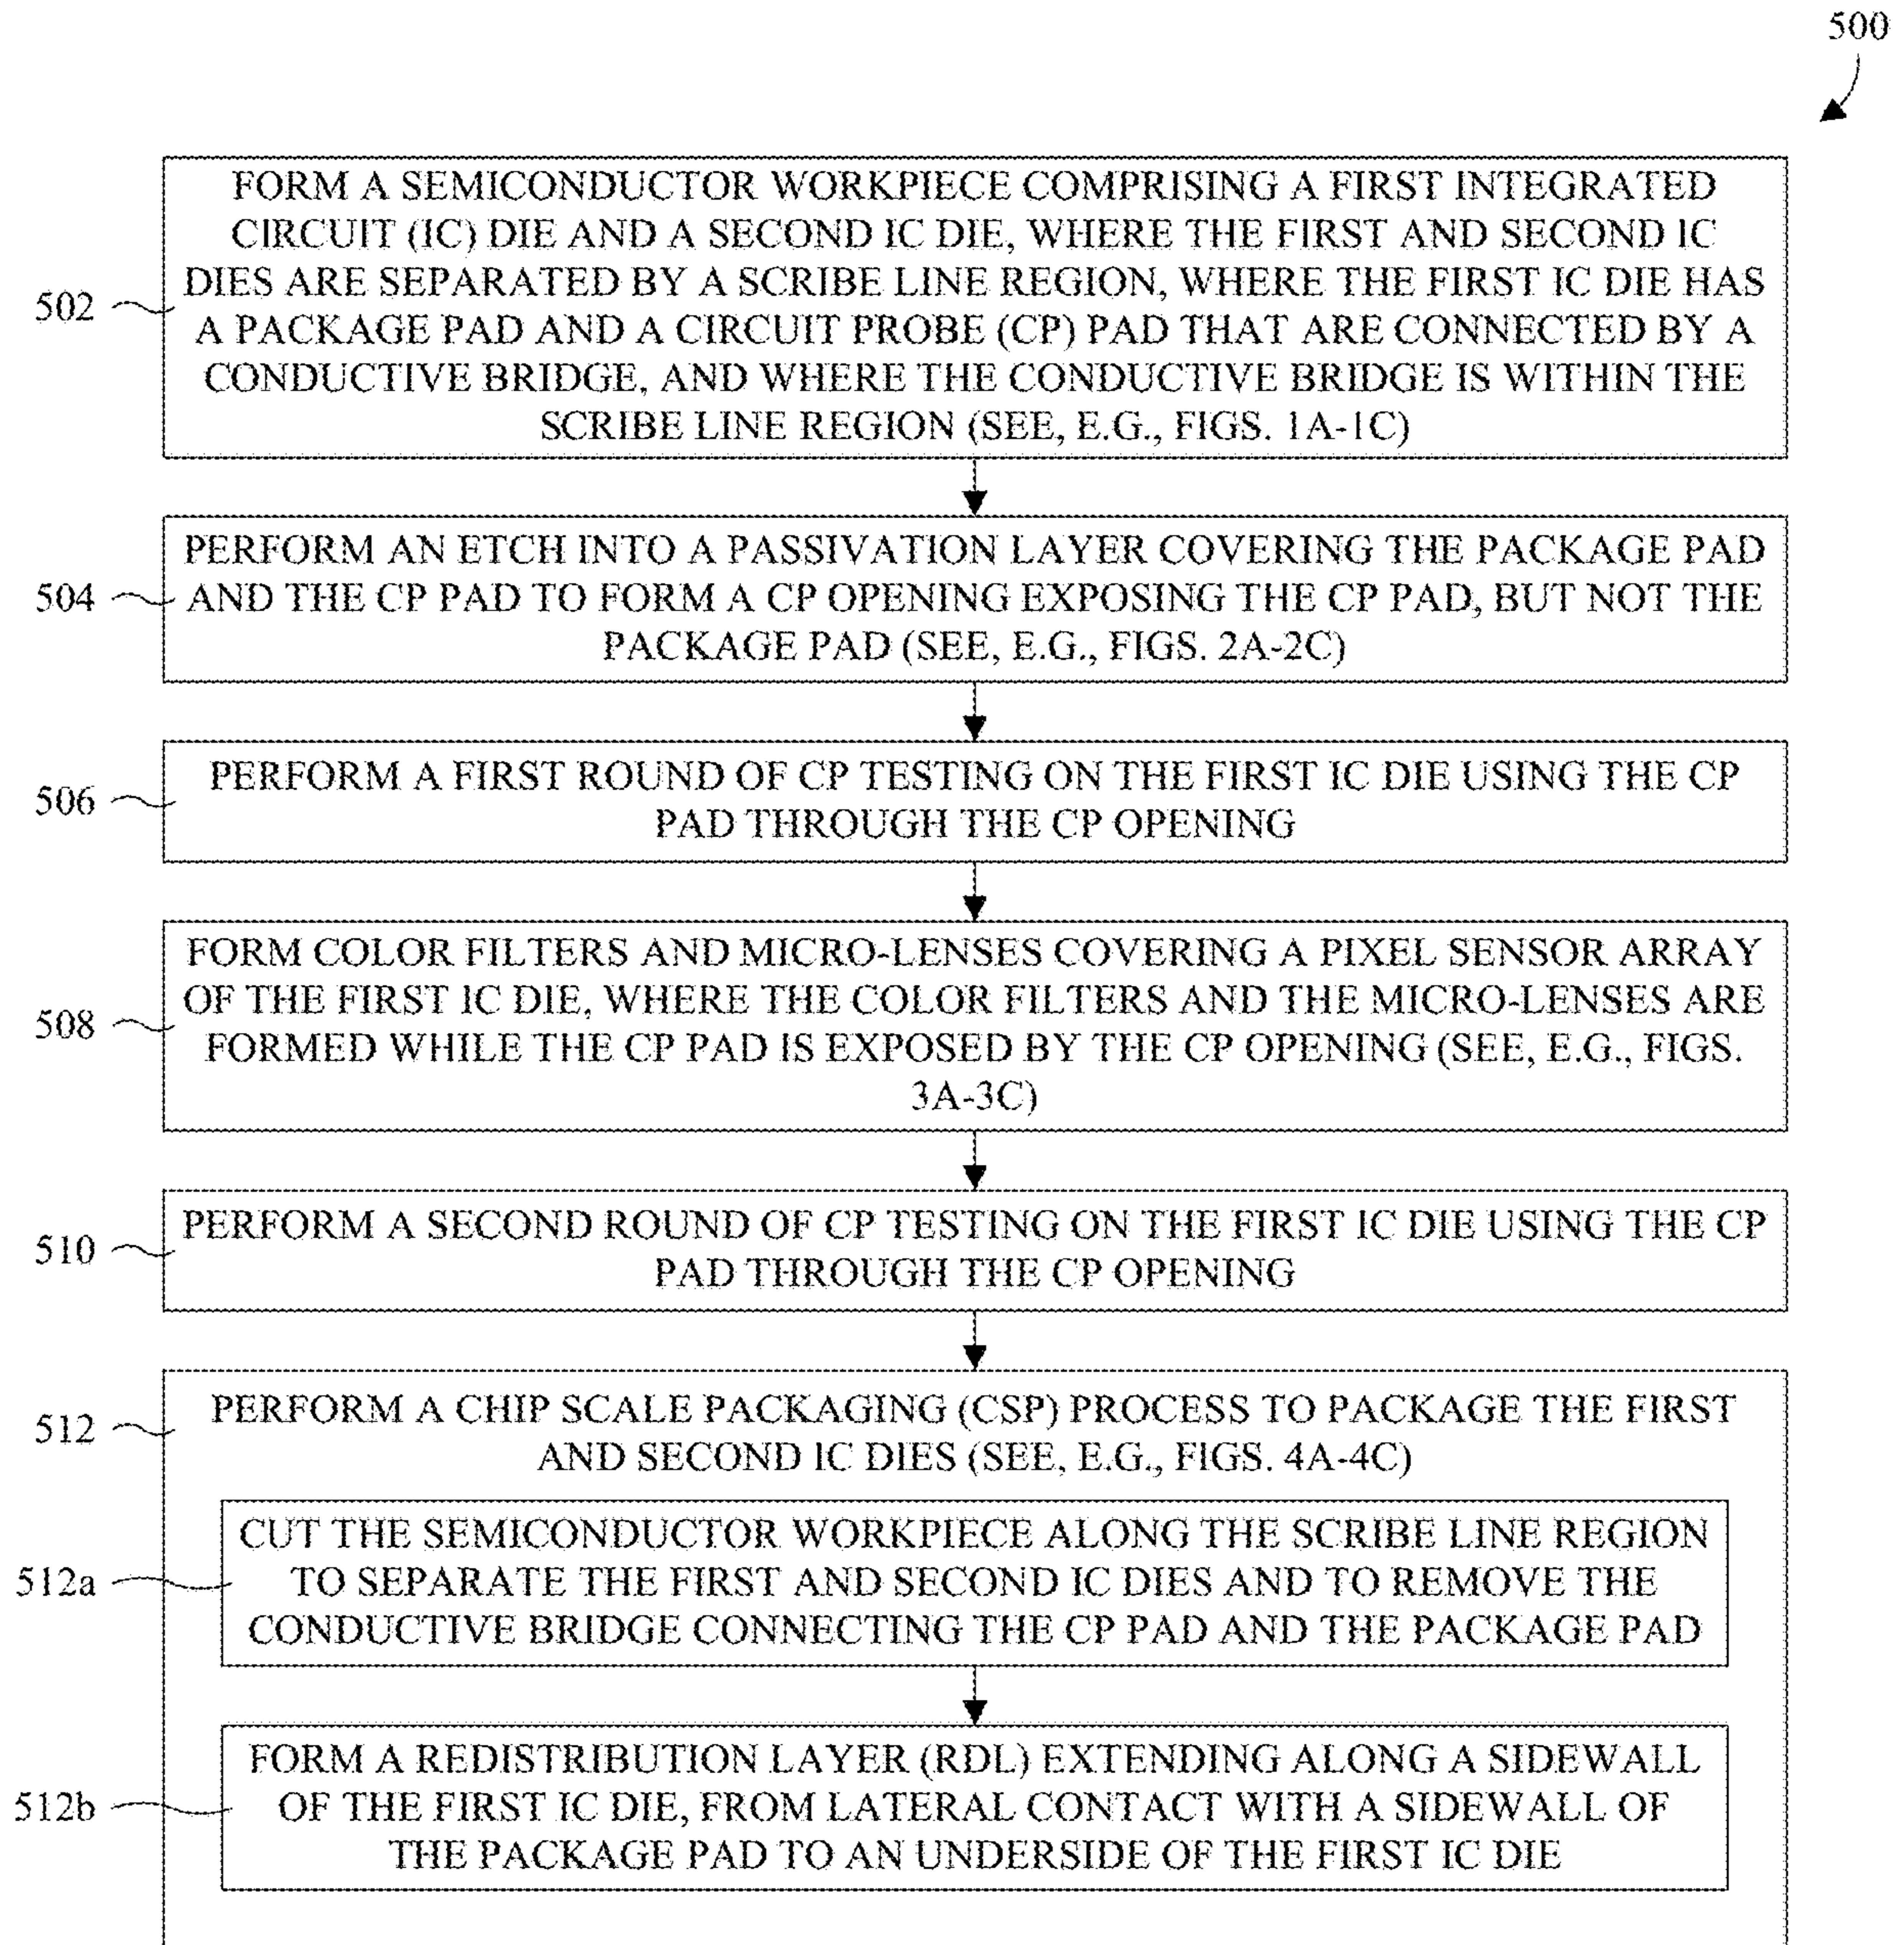 500
FORM A SEMICONDUCTOR WORKPIECE COMPRISING A FIRST INTEGRATED
CIRCUIT (IC) DIE AND A SECOND IC DIE, WHERE THE FIRST AND SECOND IC
DIES ARE SEPARATED BY A SCRIBE LINE REGION, WHERE THE FIRST IC DIE HAS
502
A PACKAGE PAD AND A CIRCUIT PROBE (CP) PAD THAT ARE CONNECTED BY A
CONDUCTIVE BRIDGE, AND WHERE THE CONDUCTIVE BRIDGE IS WITHIN THE
SCRIBE LINE REGION (SEE, E.G., FIGS. 1A-1C)
PERFORM AN ETCH INTO A PASSIVATION LAYER COVERING THE PACKAGE PAD
504
AND THE CP PAD TO FORM A CP OPENING EXPOSING THE CP PAD, BUT NOT THE
PACKAGE PAD (SEE, E.G., FIGS. 2A-2C)
506
PERFORM A FIRST ROUND OF CP TESTING ON THE FIRST IC DIE USING THE CP
PAD THROUGH THE CP OPENING
FORM COLOR FILTERS AND MICRO-LENSES COVERING A PIXEL SENSOR ARRAY
OF THE FIRST IC DIE, WHERE THE COLOR FILTERS AND THE MICRO-LENSES ARE
508
FORMED WHILE THE CP PAD IS EXPOSED BY THE CP OPENING (SEE, E.G., FIGS.
3A-3C)
510
PERFORM A SECOND ROUND OF CP TESTING ON THE FIRST IC DIE USING THE CP
PAD THROUGH THE CP OPENING
512
PERFORM A CHIP SCALE PACKAGING (CSP) PROCESS TO PACKAGE THE FIRST
AND SECOND IC DIES (SEE, E.G., FIGS. 4A-4C)
CUT THE SEMICONDUCTOR WORKPIECE ALONG THE SCRIBE LINE REGION
512a
TO SEPARATE THE FIRST AND SECOND IC DIES AND TO REMOVE THE
CONDUCTIVE BRIDGE CONNECTING THE CP PAD AND THE PACKAGE PAD
FORM A REDISTRIBUTION LAYER (RDL) EXTENDING ALONG A SIDEWALL
512b
OF THE FIRST IC DIE, FROM LATERAL CONTACT WITH A SIDEWALL OF
THE PACKAGE PAD TO AN UNDERSIDE OF THE FIRST IC DIE